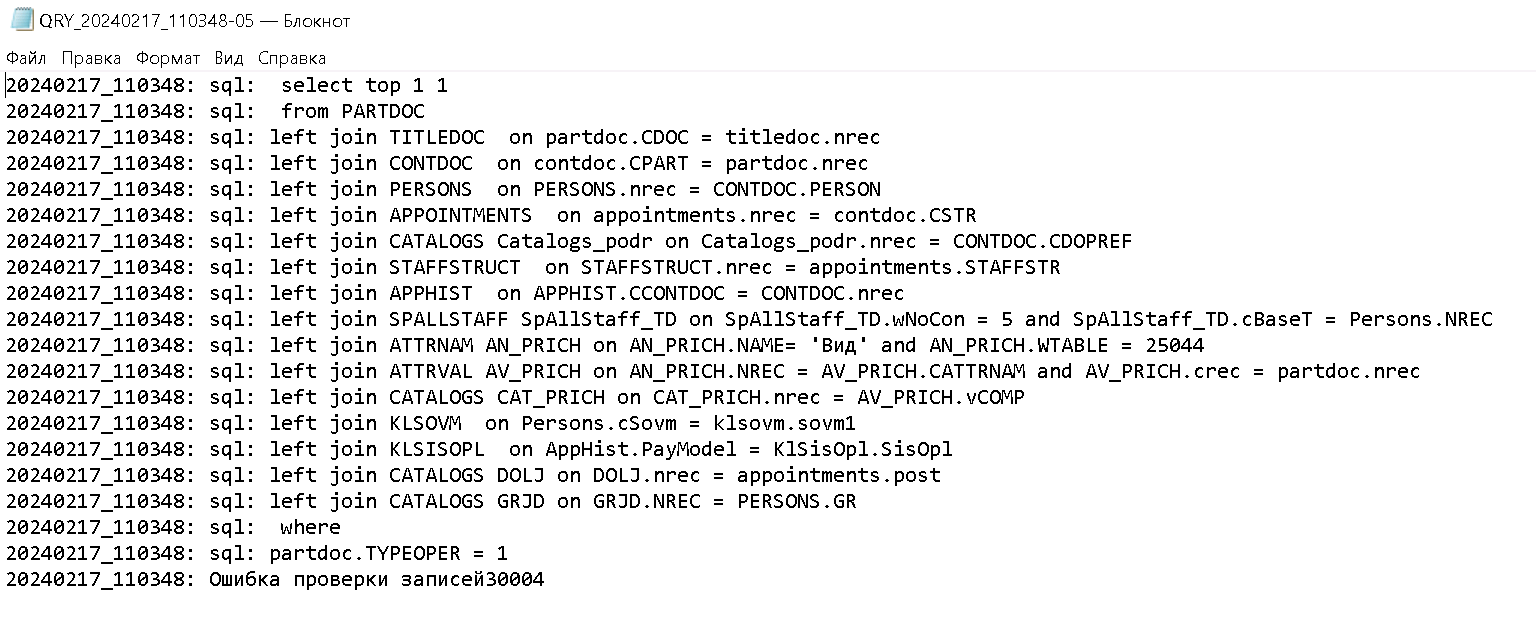 QRY_20240217_110348-05 — Блокнот
Файл Правка Формат Вид Справка
20240217_110348: sql:  select top 1 1
20240217_110348: sql:  from PARTDOC
20240217_110348: sql: left join TITLEDOC  on partdoc.CDOC = titledoc.nrec
20240217_110348: sql: left join CONTDOC  on contdoc.CPART = partdoc.nrec
20240217_110348: sql: left join PERSONS  on PERSONS.nrec = CONTDOC.PERSON
20240217_110348: sql: left join APPOINTMENTS  on appointments.nrec = contdoc.CSTR
20240217_110348: sql: left join CATALOGS Catalogs_podr on Catalogs_podr.nrec = CONTDOC.CDOPREF
20240217_110348: sql: left join STAFFSTRUCT  on STAFFSTRUCT.nrec = appointments.STAFFSTR
20240217_110348: sql: left join APPHIST  on APPHIST.CCONTDOC = CONTDOC.nrec
20240217_110348: sql: left join SPALLSTAFF SpAllStaff_TD on SpAllStaff_TD.wNoCon = 5 and SpAllStaff_TD.cBaseT = Persons.NREC
20240217_110348: sql: left join ATTRNAM AN_PRICH on AN_PRICH.NAME= 'Вид' and AN_PRICH.WTABLE = 25044
20240217_110348: sql: left join ATTRVAL AV_PRICH on AN_PRICH.NREC = AV_PRICH.CATTRNAM and AV_PRICH.crec = partdoc.nrec
20240217_110348: sql: left join CATALOGS CAT_PRICH on CAT_PRICH.nrec = AV_PRICH.vCOMP
20240217_110348: sql: left join KLSOVM  on Persons.cSovm = klsovm.sovm1
20240217_110348: sql: left join KLSISOPL  on AppHist.PayModel = KlSisOpl.SisOpl
20240217_110348: sql: left join CATALOGS DOLJ on DOLJ.nrec = appointments.post
20240217_110348: sql: left join CATALOGS GRJD on GRJD.NREC = PERSONS.GR
20240217_110348: sql:  where
20240217_110348: sql: partdoc.TYPEOPER = 1
20240217_110348: Ошибка проверки записей30004